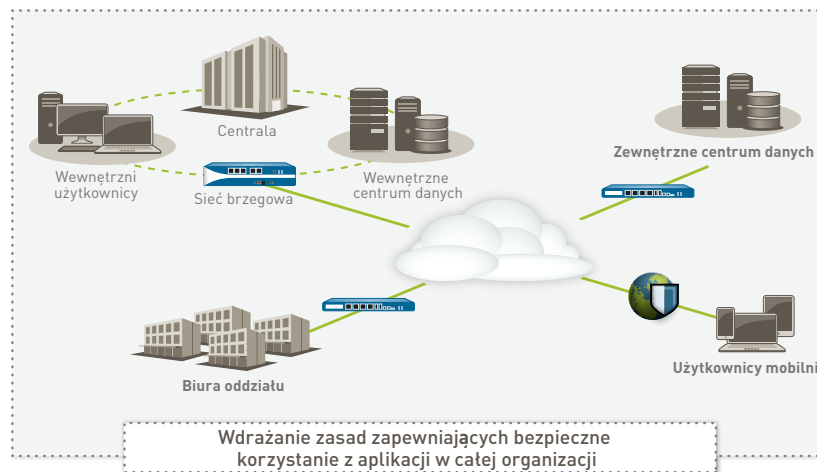 Centrala
Wewnętrzni
użytkownicy
Sieć brzegowa
Wewnętrzne
centrum danych
Zewnętrzne centrum danych
Biura oddziału
Użytkownicy mobilni
Wdrażanie zasad zapewniających bezpieczne
korzystanie z aplikacji w całej organizacji